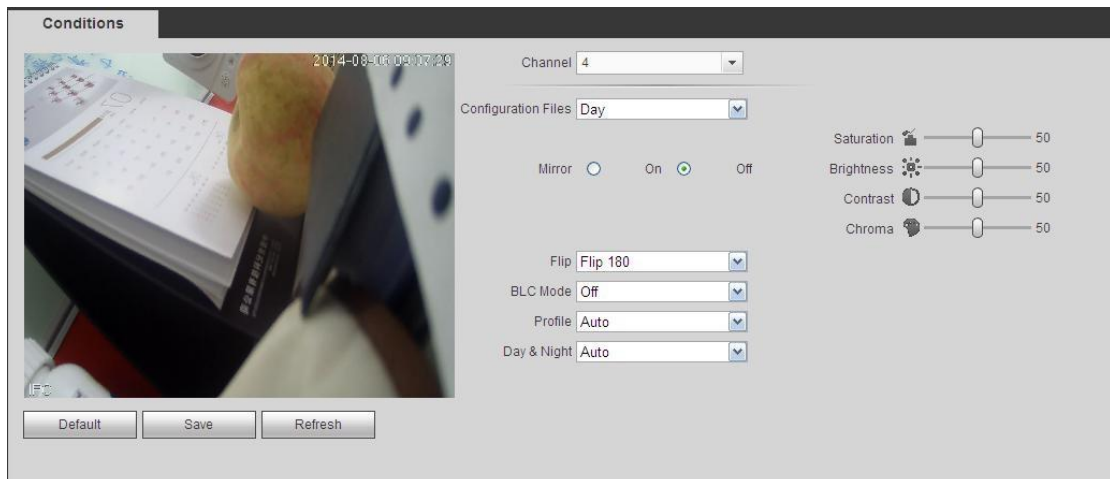 Conditions
2014-08-06 09:07:29
Channel 4
Configuration Files Day
Saturation 50
Mirror On Off
Brightness 50
Contrast 50
Chroma 50
Flip Flip 180
BLC Mode Off
Profile Auto
Day & Night Auto
IPC
Default Save Refresh